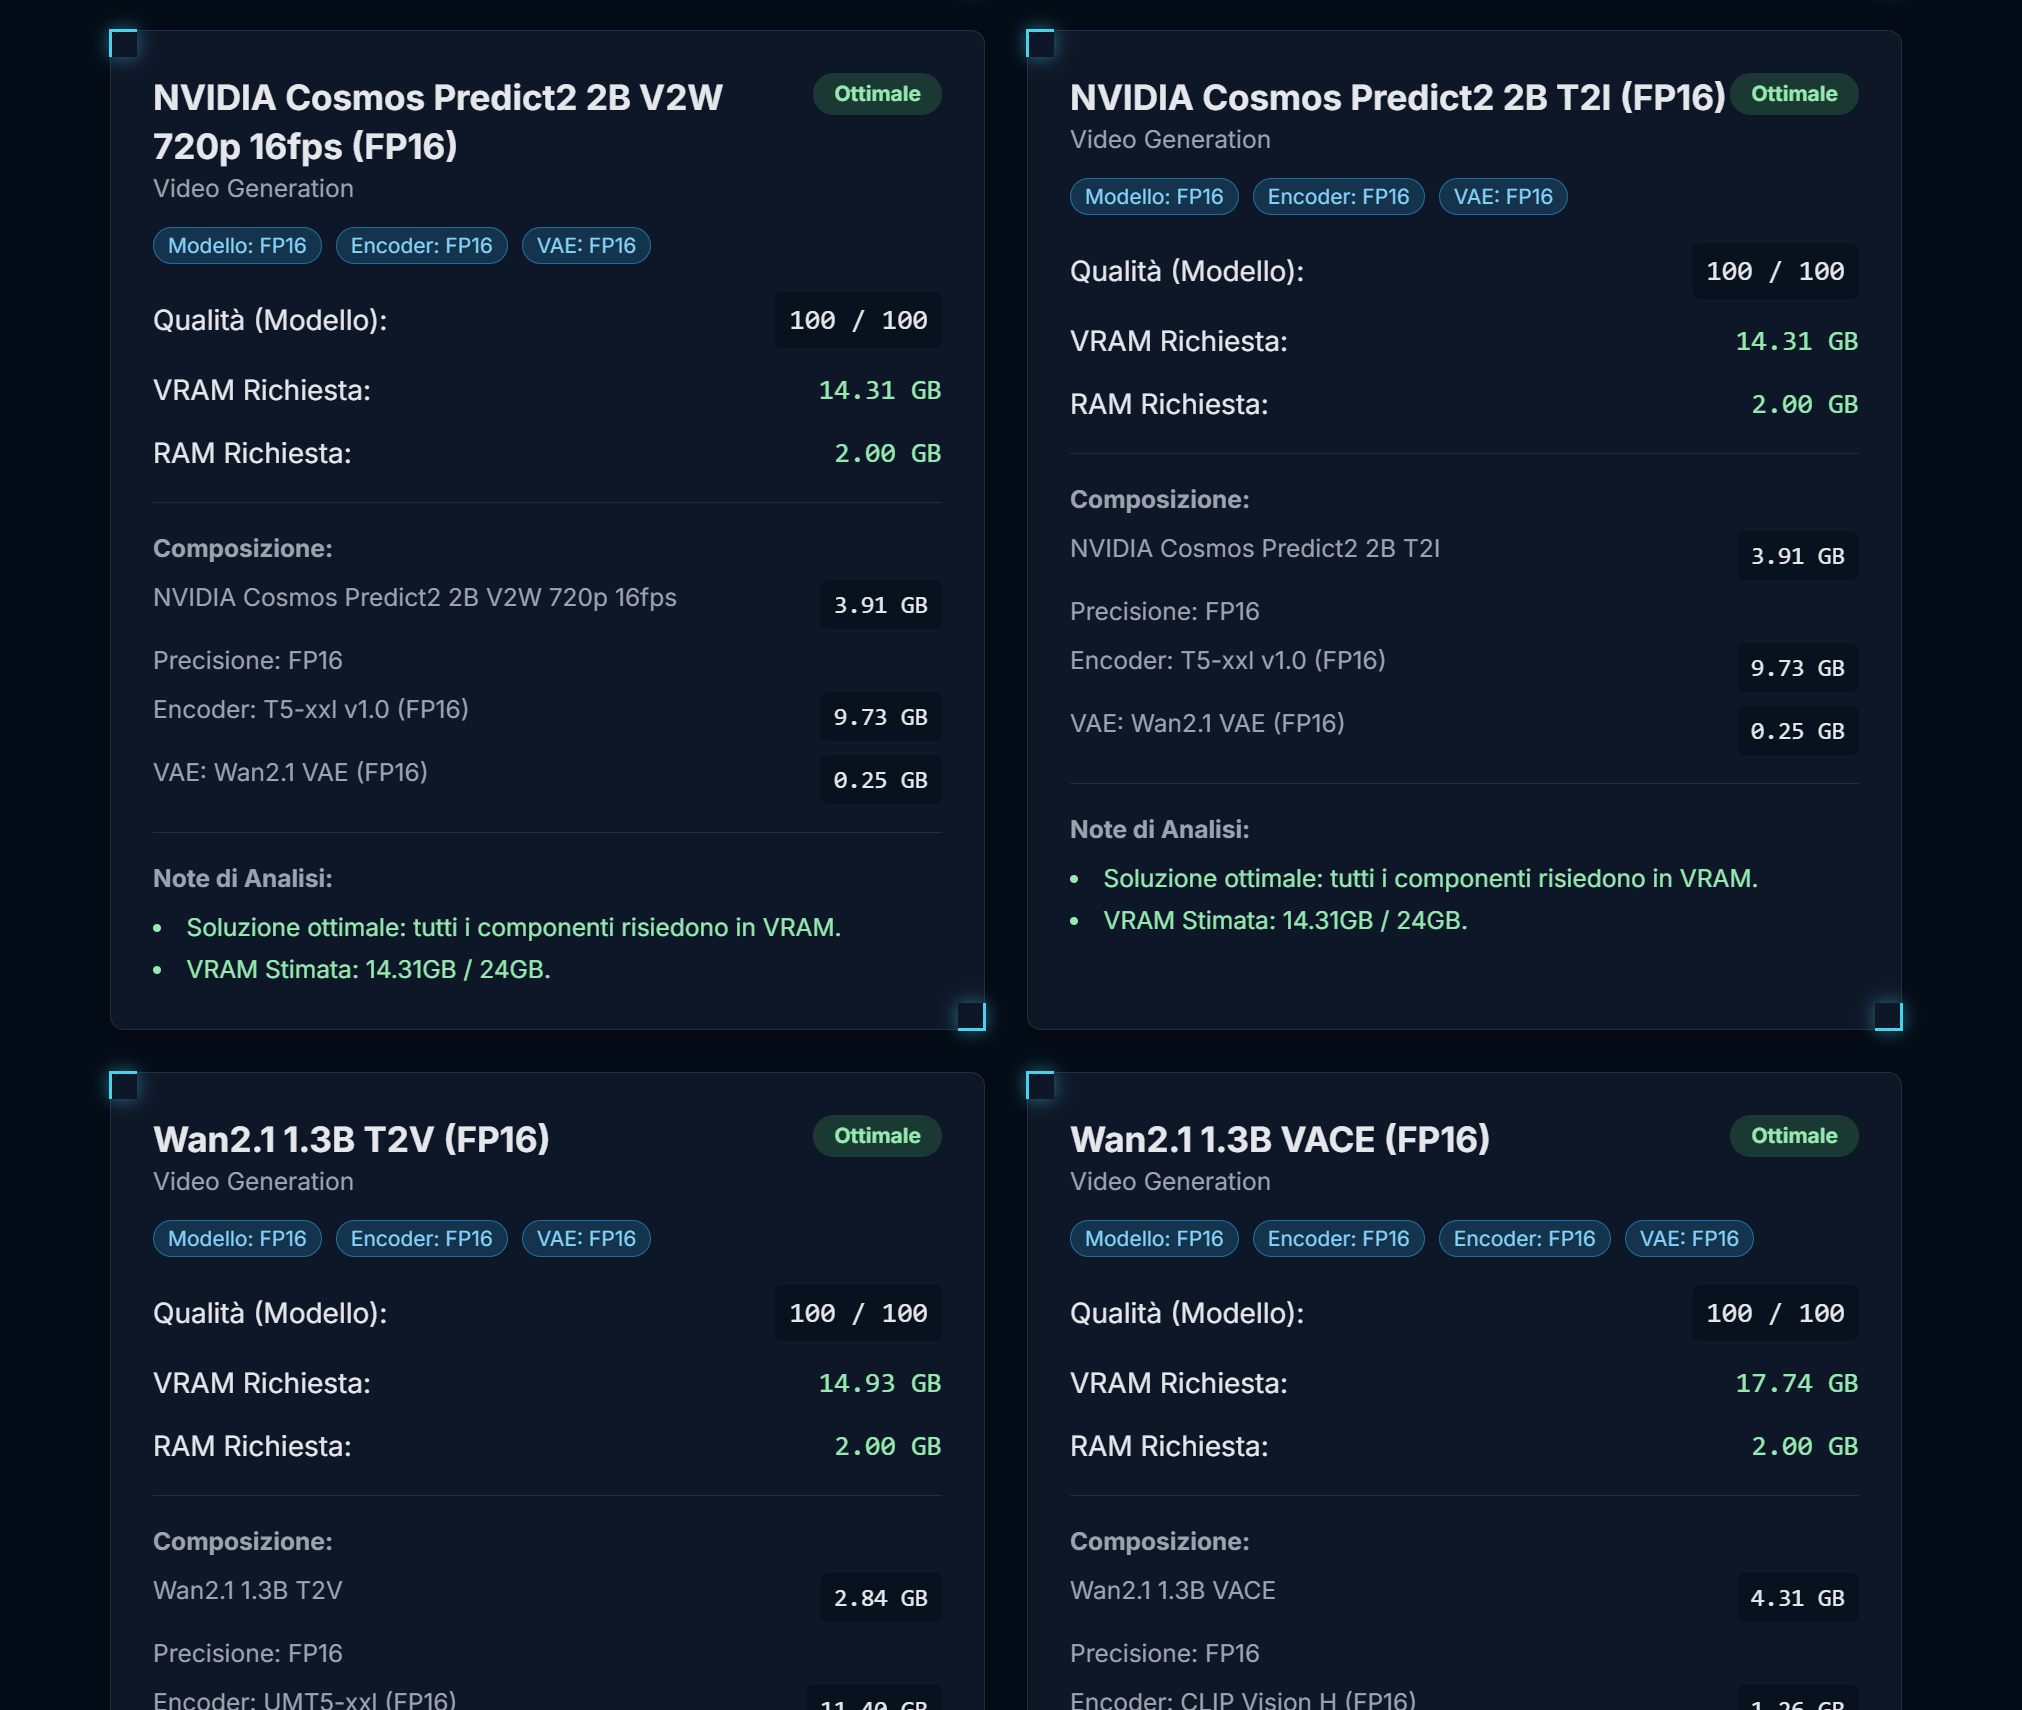 NVIDIA Cosmos Predict2 2B V2W
720p 16fps (FP16)
Ottimale
Video Generation
Modello: FP16 Encoder: FP16 VAE: FP16
Qualità (Modello): 100 / 100
VRAM Richiesta: 14.31 GB
RAM Richiesta: 2.00 GB
Composizione:
NVIDIA Cosmos Predict2 2B V2W 720p 16fps 3.91 GB
Precisione: FP16
Encoder: T5-xxl v1.0 (FP16) 9.73 GB
VAE: Wan2.1 VAE (FP16) 0.25 GB
Note di Analisi:
• Soluzione ottimale: tutti i componenti risiedono in VRAM.
• VRAM Stimata: 14.31GB / 24GB.
NVIDIA Cosmos Predict2 2B T2I (FP16) Ottimale
Video Generation
Modello: FP16 Encoder: FP16 VAE: FP16
Qualità (Modello): 100 / 100
VRAM Richiesta: 14.31 GB
RAM Richiesta: 2.00 GB
Composizione:
NVIDIA Cosmos Predict2 2B T2I 3.91 GB
Precisione: FP16
Encoder: T5-xxl v1.0 (FP16) 9.73 GB
VAE: Wan2.1 VAE (FP16) 0.25 GB
Note di Analisi:
• Soluzione ottimale: tutti i componenti risiedono in VRAM.
• VRAM Stimata: 14.31GB / 24GB.
Wan2.1 1.3B T2V (FP16) Ottimale
Video Generation
Modello: FP16 Encoder: FP16 VAE: FP16
Qualità (Modello): 100 / 100
VRAM Richiesta: 14.93 GB
RAM Richiesta: 2.00 GB
Composizione:
Wan2.1 1.3B T2V 2.84 GB
Precisione: FP16
Encoder: UMT5-xxl (FP16) 11.40 GB
Wan2.1 1.3B VACE (FP16) Ottimale
Video Generation
Modello: FP16 Encoder: FP16 Encoder: FP16 VAE: FP16
Qualità (Modello): 100 / 100
VRAM Richiesta: 17.74 GB
RAM Richiesta: 2.00 GB
Composizione:
Wan2.1 1.3B VACE 4.31 GB
Precisione: FP16
Encoder: CLIP Vision H (FP16) 1.26 GB